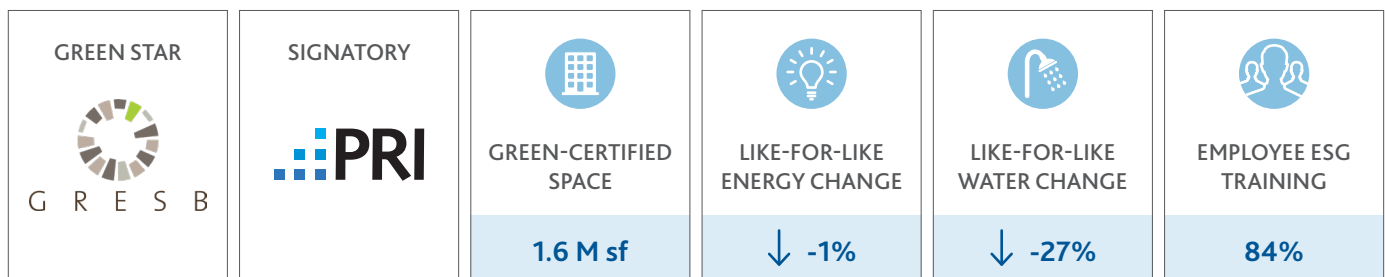 GREEN STAR
G R E S B
SIGNATORY
PRI
GREEN-CERTIFIED
SPACE
1.6 M sf
LIKE-FOR-LIKE
ENERGY CHANGE
↓ -1%
LIKE-FOR-LIKE
WATER CHANGE
↓ -27%
EMPLOYEE ESG
TRAINING
84%